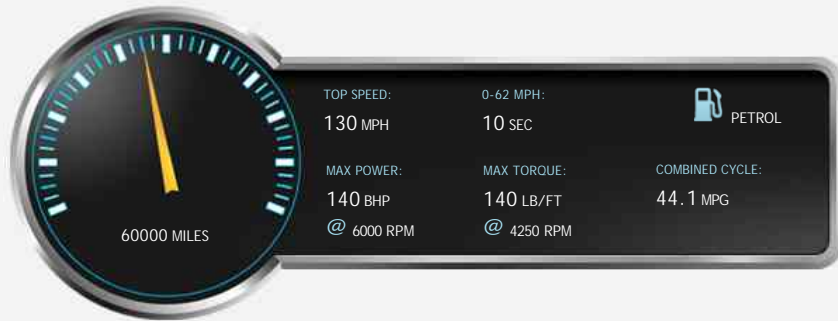 TOP SPEED:
130 MPH
0-62 MPH:
10 SEC
PETROL
MAX POWER:
140 BHP
@ 6000 RPM
MAX TORQUE:
140 LB/FT
@ 4250 RPM
COMBINED CYCLE:
44.1 MPG
60000 MILES